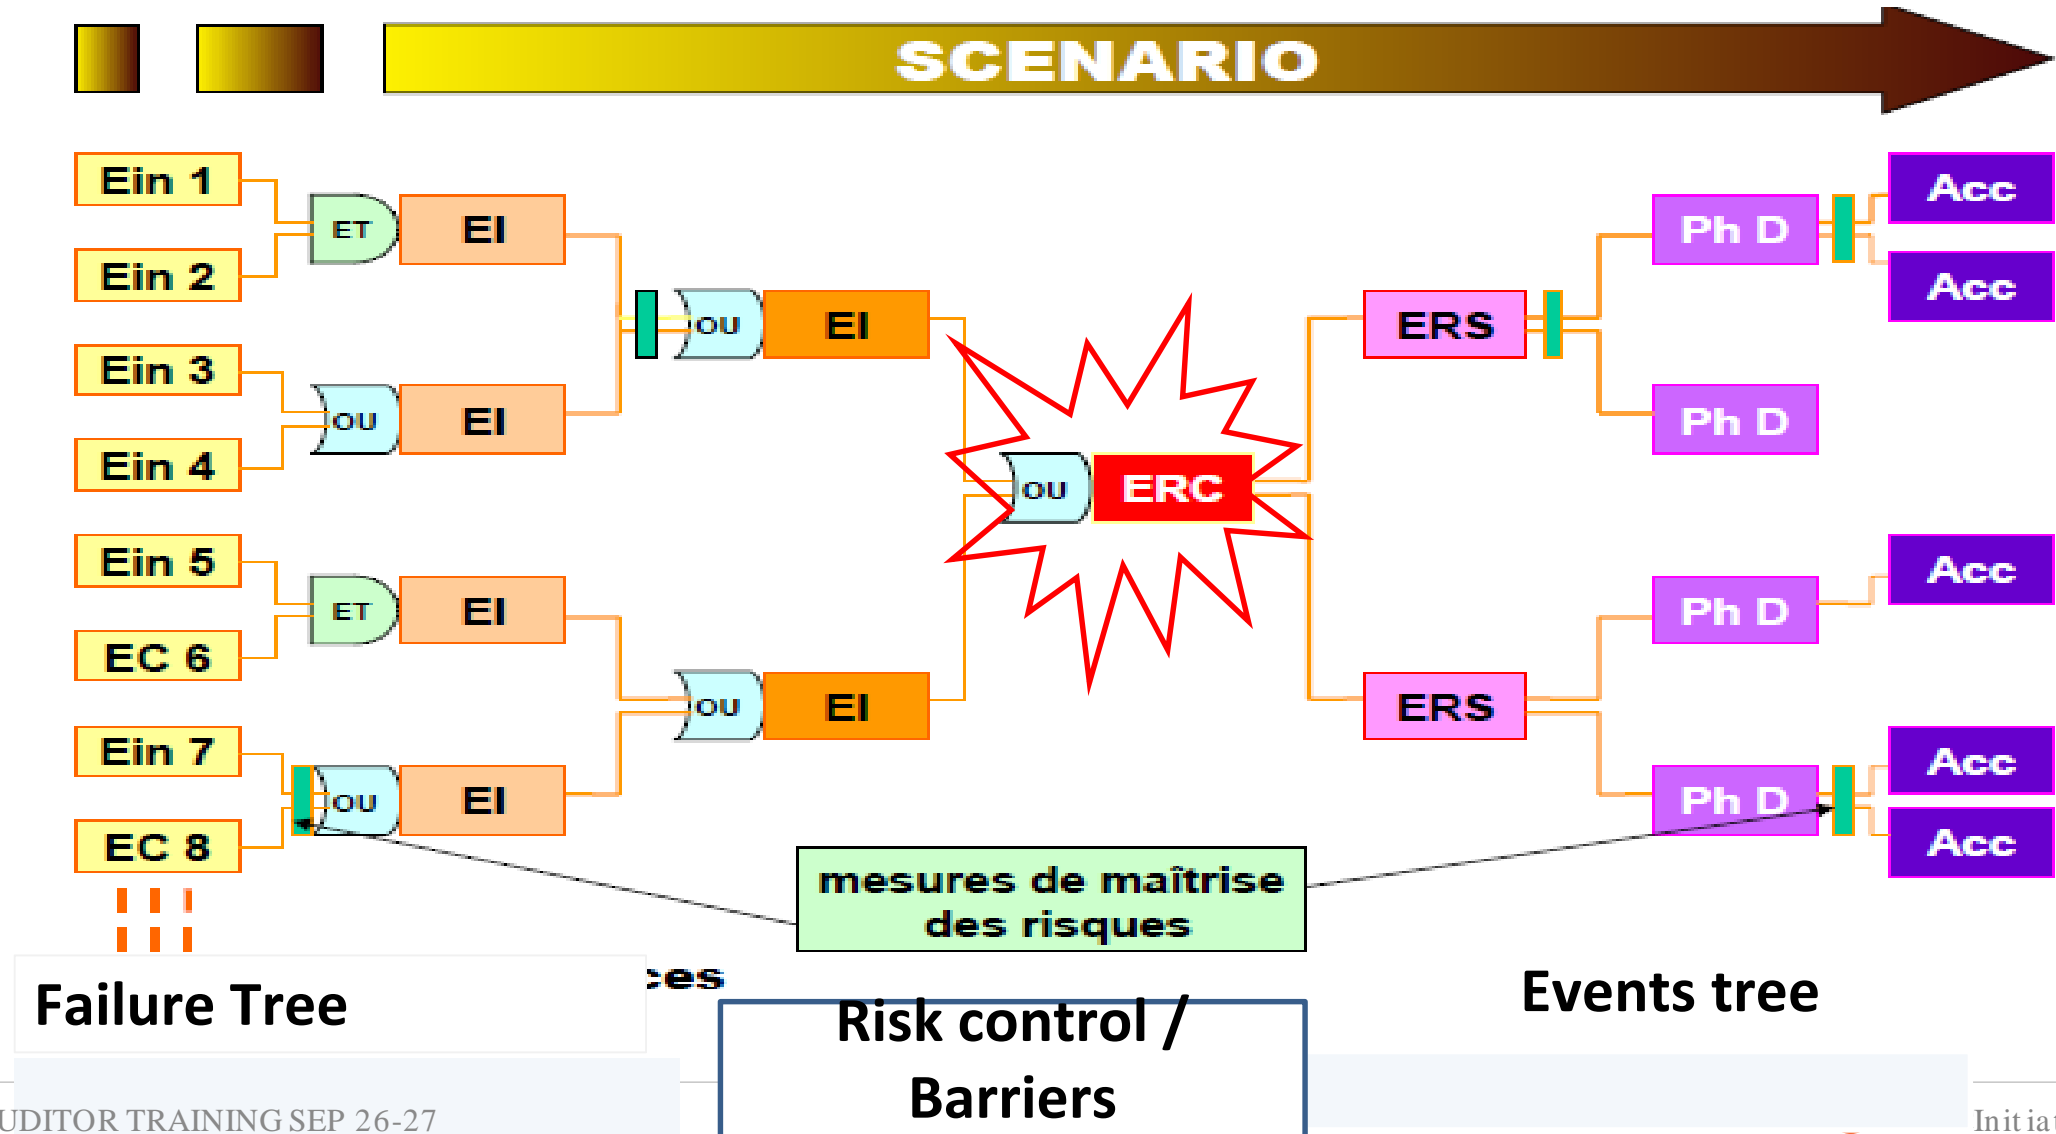 SCENARIO
Ein 1
Ein 2
Ein 3
Ein 4
Ein 5
EC 6
Ein 7
EC 8
ET
EI
OU
EI
ET
EI
OU
EI
OU
EI
OU
EI
OU
ERC
ERS
ERS
Ph D
Ph D
Ph D
Ph D
Acc
Acc
Acc
Acc
Acc
mesures de maîtrise
des risques
ces
Failure Tree
Events tree
Risk control /
Barriers
UDITOR TRAINING SEP 26-27
Initia